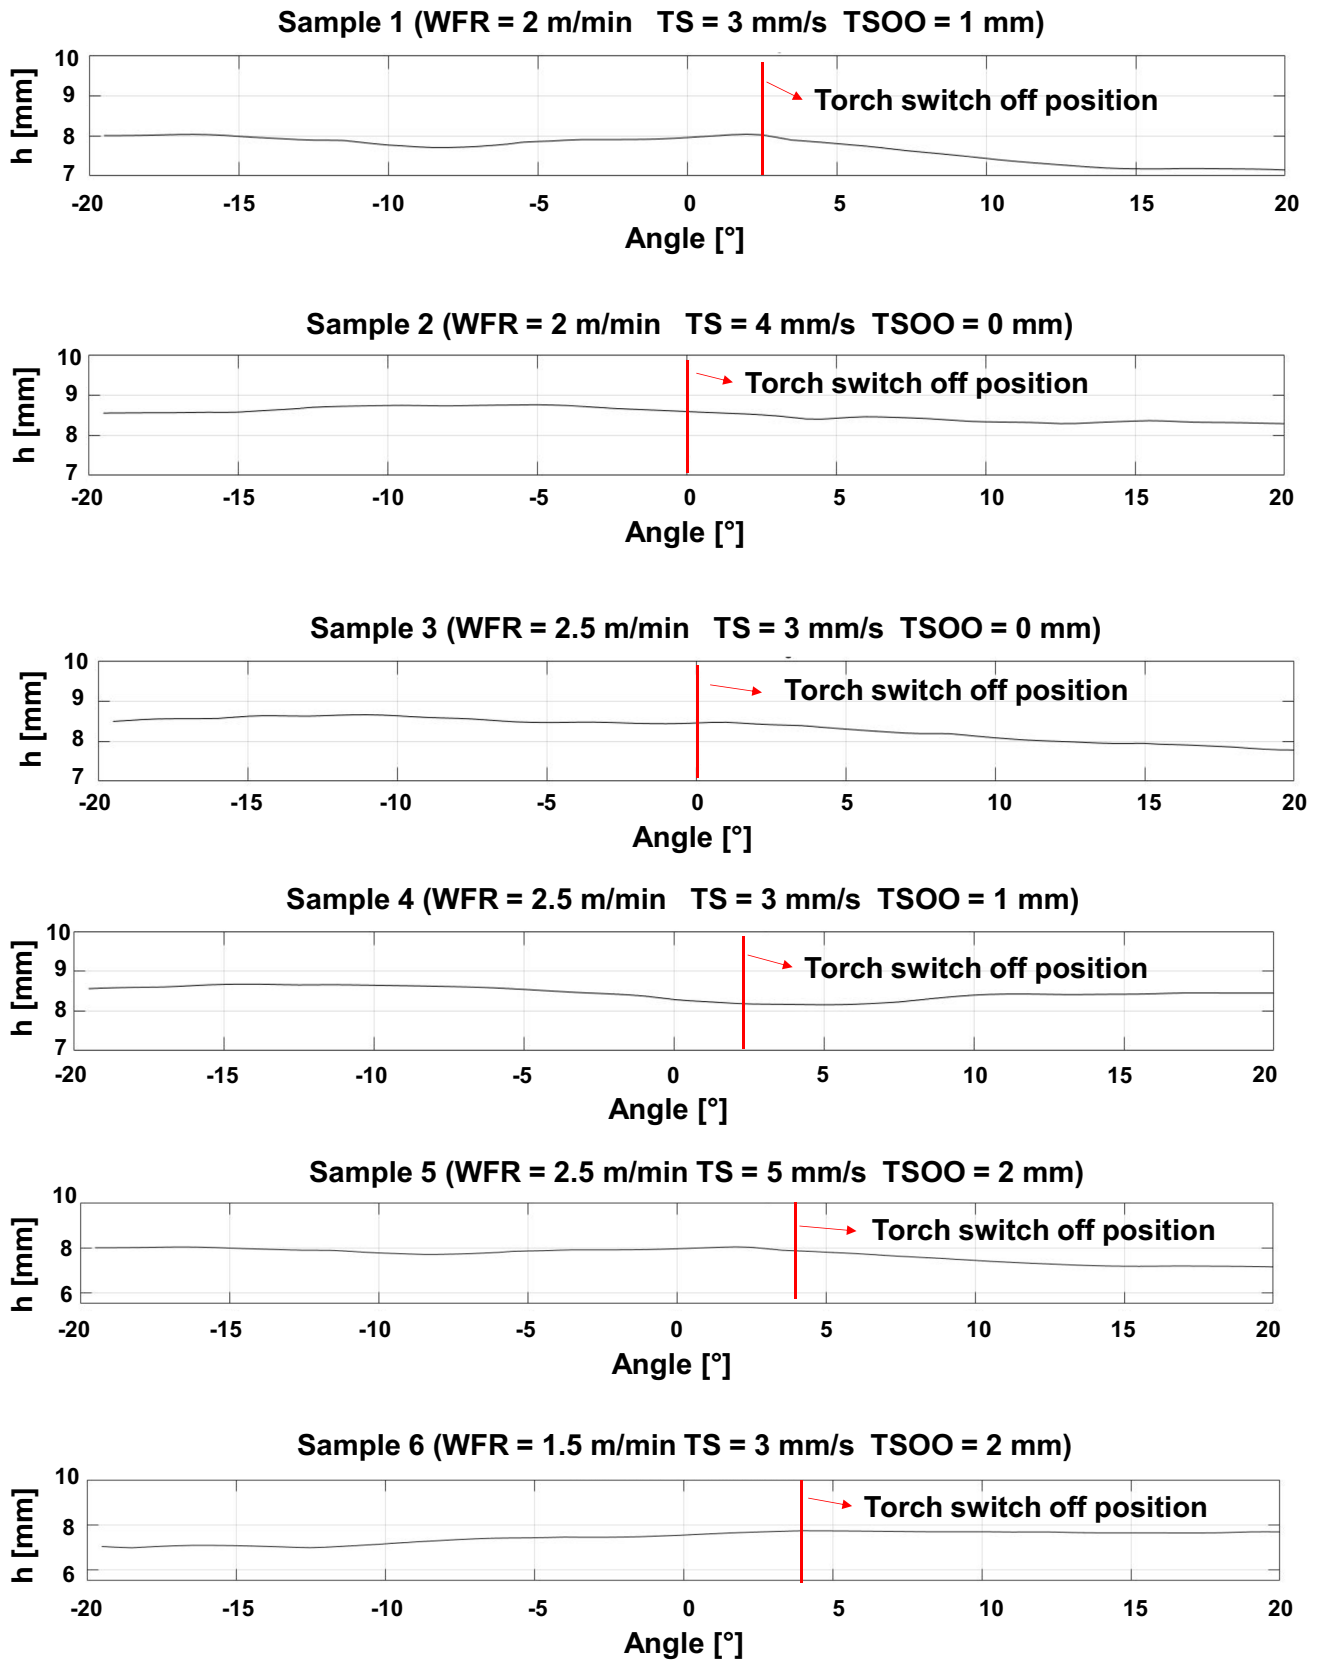 Sample 1 (WFR = 2 m/min TS = 3 mm/s TSOO = 1 mm)
10
9
8
7
h [mm]
Torch switch off position
-20 -15 -10 -5 0 5 10 15 20
Angle [°]
Sample 2 (WFR = 2 m/min TS = 4 mm/s TSOO = 0 mm)
10
9
8
7
h [mm]
Torch switch off position
-20 -15 -10 -5 0 5 10 15 20
Angle [°]
Sample 3 (WFR = 2.5 m/min TS = 3 mm/s TSOO = 0 mm)
10
9
8
7
h [mm]
Torch switch off position
-20 -15 -10 -5 0 5 10 15 20
Angle [°]
Sample 4 (WFR = 2.5 m/min TS = 3 mm/s TSOO = 1 mm)
10
9
8
7
h [mm]
Torch switch off position
-20 -15 -10 -5 0 5 10 15 20
Angle [°]
Sample 5 (WFR = 2.5 m/min TS = 5 mm/s TSOO = 2 mm)
10
8
6
h [mm]
Torch switch off position
-20 -15 -10 -5 0 5 10 15 20
Angle [°]
Sample 6 (WFR = 1.5 m/min TS = 3 mm/s TSOO = 2 mm)
10
8
6
h [mm]
Torch switch off position
-20 -15 -10 -5 0 5 10 15 20
Angle [°]